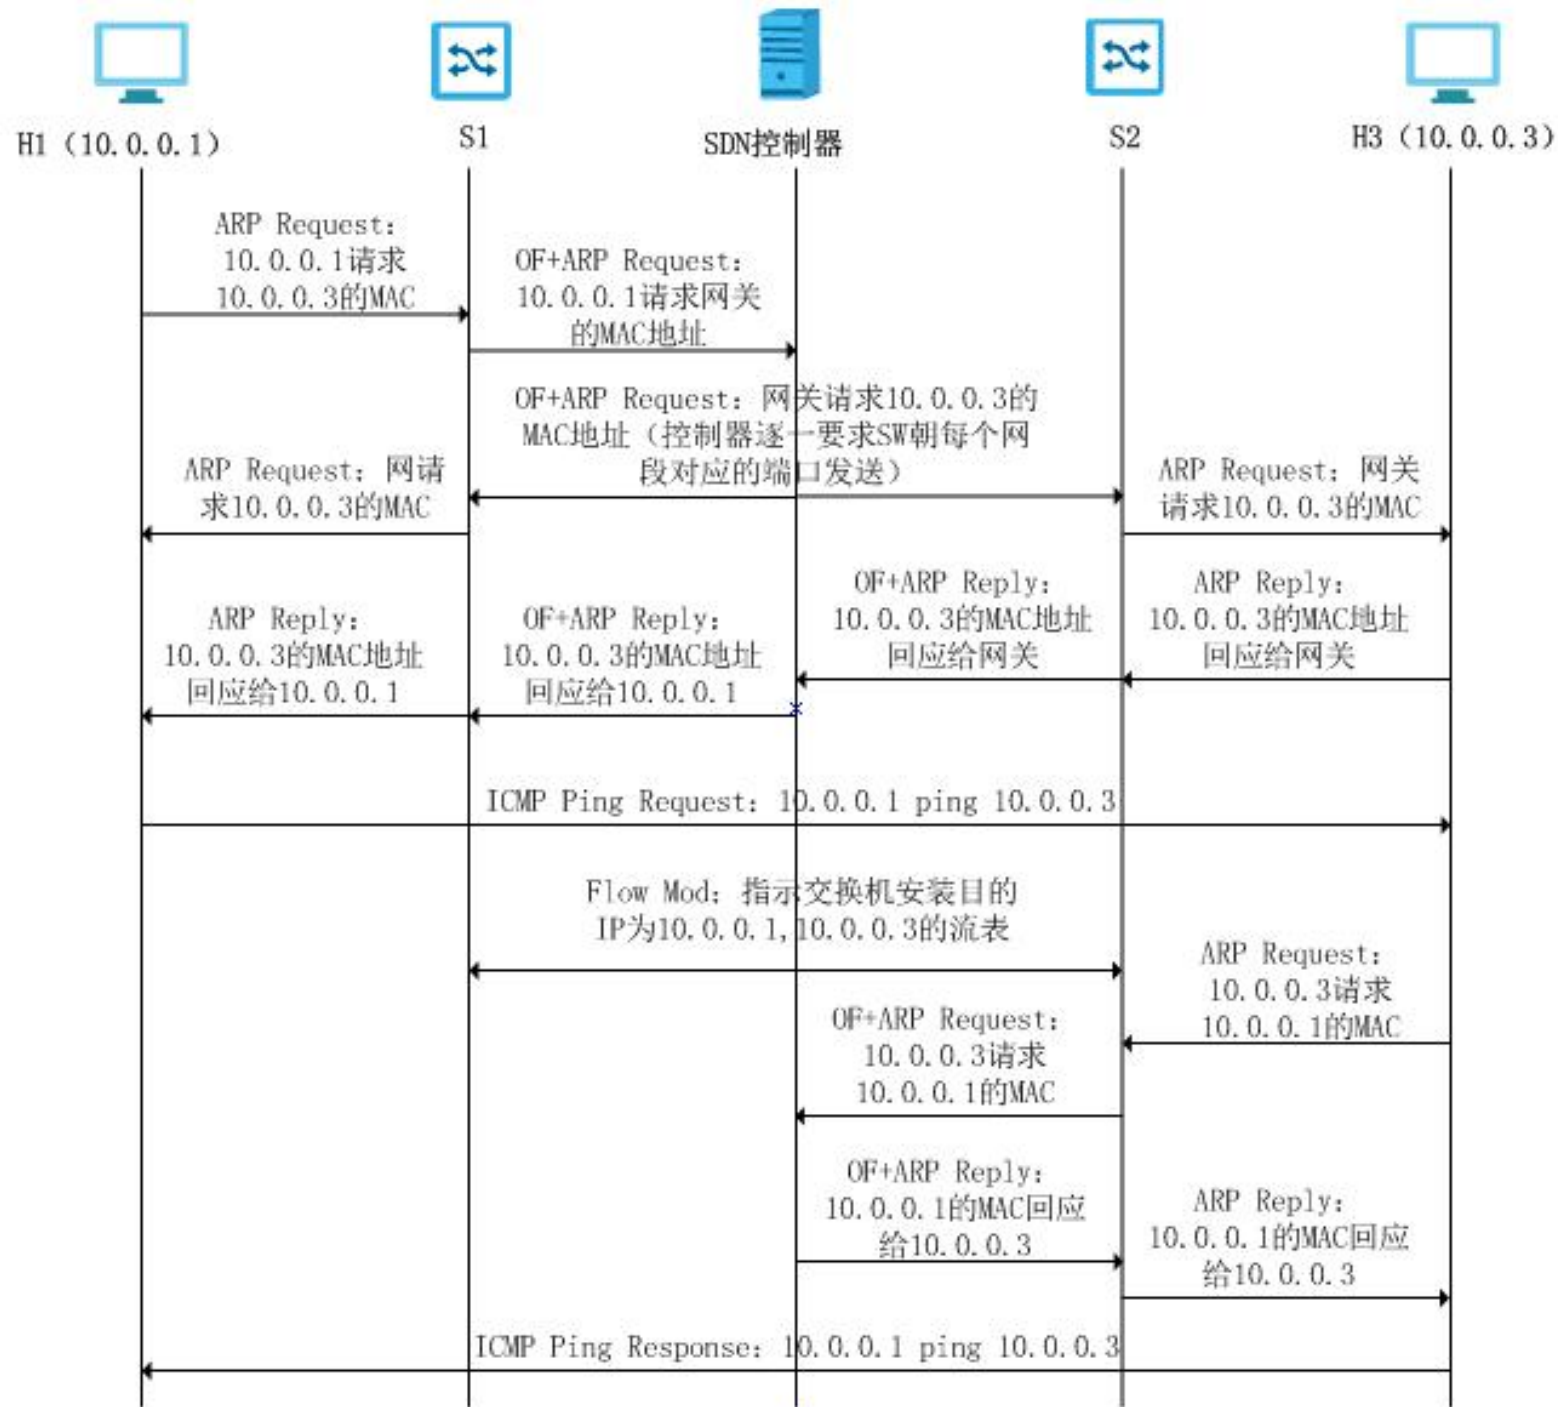 H1（10.0.0.1）
S1
SDN控制器
S2
H3（10.0.0.3）
ARP Request：
10.0.0.1请求
10.0.0.3的MAC
OF+ARP Request：
10.0.0.1请求网关
的MAC地址
OF+ARP Request：网关请求10.0.0.3的
MAC地址（控制器逐一要求SW朝每个网
段对应的端口发送）
ARP Request：网请
求10.0.0.3的MAC
ARP Request：网关
请求10.0.0.3的MAC
ARP Reply：
10.0.0.3的MAC地址
回应给10.0.0.1
OF+ARP Reply：
10.0.0.3的MAC地址
回应给10.0.0.1
OF+ARP Reply：
10.0.0.3的MAC地址
回应给网关
ARP Reply：
10.0.0.3的MAC地址
回应给网关
ICMP Ping Request：10.0.0.1 ping 10.0.0.3
Flow Mod：指示交换机安装目的
IP为10.0.0.1,10.0.0.3的流表
ARP Request：
10.0.0.3请求
10.0.0.1的MAC
OF+ARP Request：
10.0.0.3请求
10.0.0.1的MAC
OF+ARP Reply：
10.0.0.1的MAC回应
给10.0.0.3
ARP Reply：
10.0.0.1的MAC回应
给10.0.0.3
ICMP Ping Response：10.0.0.1 ping 10.0.0.3